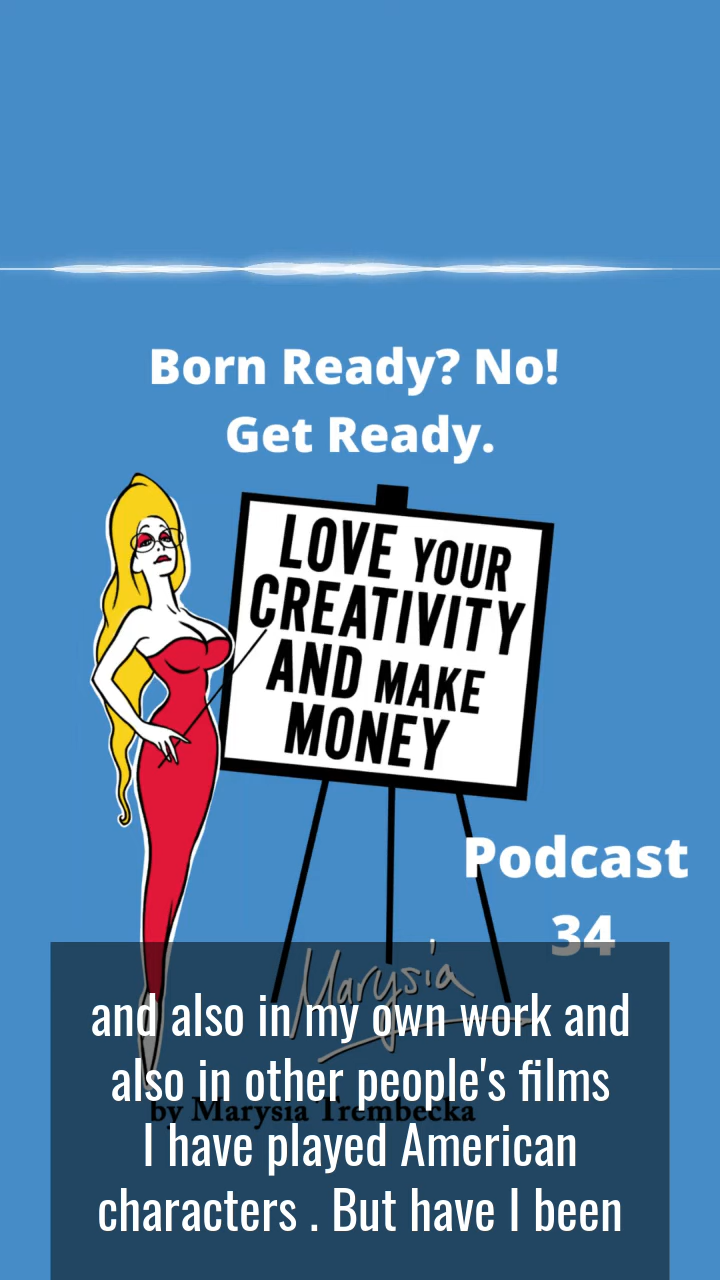 Born Ready? No!
Get Ready.
LOVE YOUR
CREATIVITY
AND MAKE
MONEY
Podcast
34
Marysia
by Marysia Trembecka
and also in my own work and
also in other people's films
I have played American
characters . But have I been